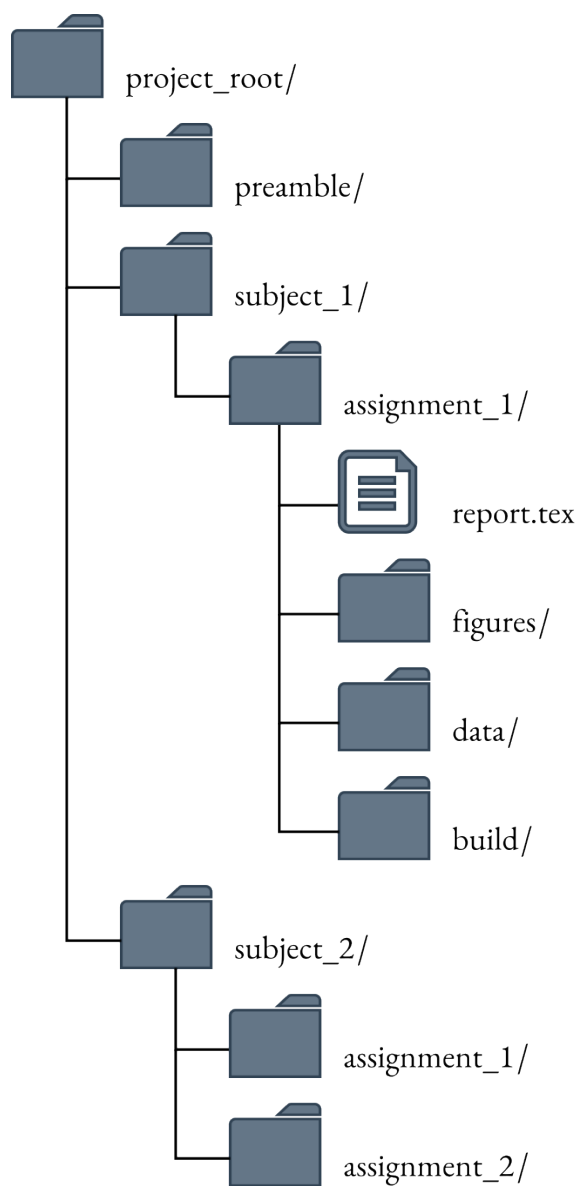 project_root/
preamble/
subject_1/
assignment_1/
report.tex
figures/
data/
build/
subject_2/
assignment_1/
assignment_2/